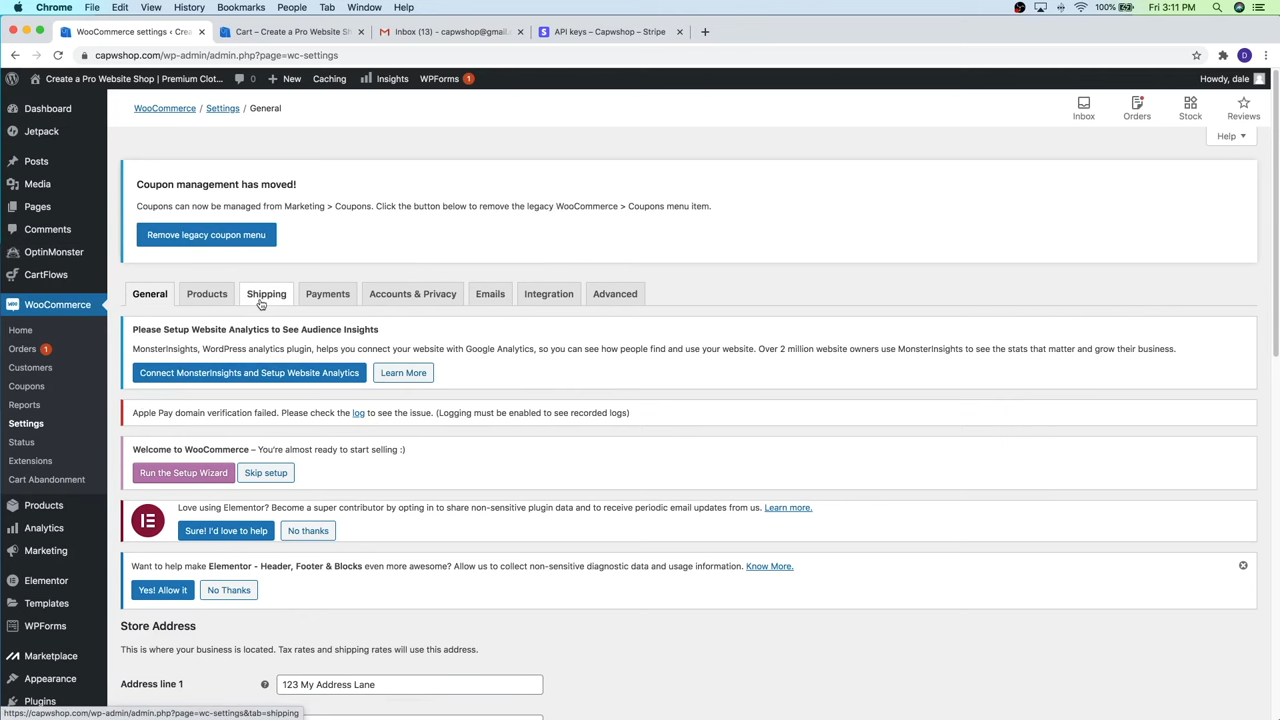 Chrome File Edit View History Bookmarks People Tab Window Help 100% Fri 3:11 PM
WooCommerce settings ‹ Cre Cart – Create a Pro Website Sh Inbox (13) - capwshop@gmail. API keys – Capwshop – Stripe
capwshop.com/wp-admin/admin.php?page=wc-settings D
Create a Pro Website Shop | Premium Clot... 0 New Caching Insights WPForms 1 Howdy, dale
Dashboard
Jetpack
Posts
Media
Pages
Comments
OptinMonster
CartFlows
WooCommerce
Home
Orders 1
Customers
Coupons
Reports
Settings
Status
Extensions
Cart Abandonment
Products
Analytics
Marketing
Elementor
Templates
WPForms
Marketplace
Appearance
Plugins
WooCommerce / Settings / General
Inbox Orders Stock Reviews
Help
Coupon management has moved!
Coupons can now be managed from Marketing > Coupons. Click the button below to remove the legacy WooCommerce > Coupons menu item.
Remove legacy coupon menu
General Products Shipping Payments Accounts & Privacy Emails Integration Advanced
Please Setup Website Analytics to See Audience Insights
MonsterInsights, WordPress analytics plugin, helps you connect your website with Google Analytics, so you can see how people find and use your website. Over 2 million website owners use MonsterInsights to see the stats that matter and grow their business.
Connect MonsterInsights and Setup Website Analytics Learn More
Apple Pay domain verification failed. Please check the log to see the issue. (Logging must be enabled to see recorded logs)
Welcome to WooCommerce – You're almost ready to start selling :)
Run the Setup Wizard Skip setup
Love using Elementor? Become a super contributor by opting in to share non-sensitive plugin data and to receive periodic email updates from us. Learn more.
Sure! I'd love to help No thanks
Want to help make Elementor - Header, Footer & Blocks even more awesome? Allow us to collect non-sensitive diagnostic data and usage information. Know More.
Yes! Allow it No Thanks
Store Address
This is where your business is located. Tax rates and shipping rates will use this address.
Address line 1 123 My Address Lane
https://capwshop.com/wp-admin/admin.php?page=wc-settings&tab=shipping